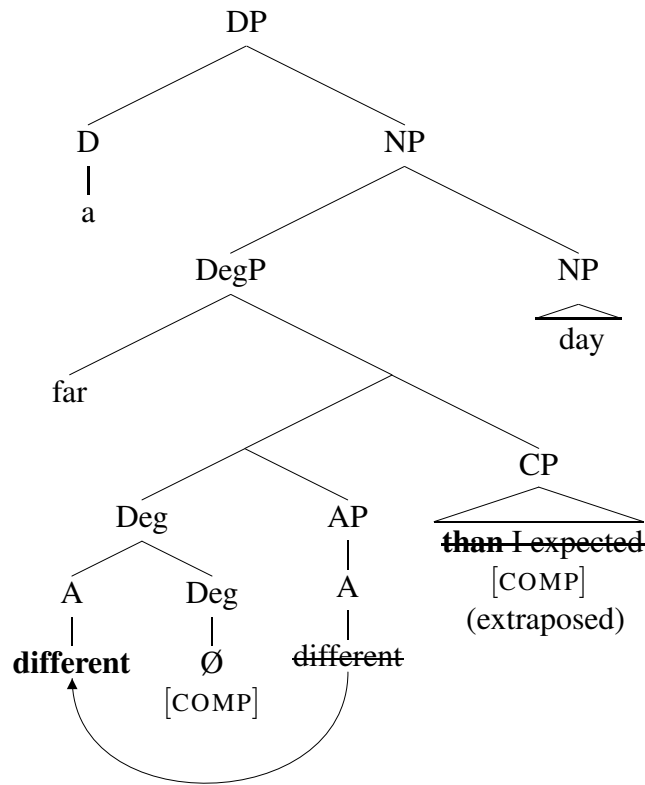 DP
D NP
a
DegP NP
day
far
CP
Deg AP than I expected
A Deg A [COMP]
(extraposed)
different Ø different
[COMP]